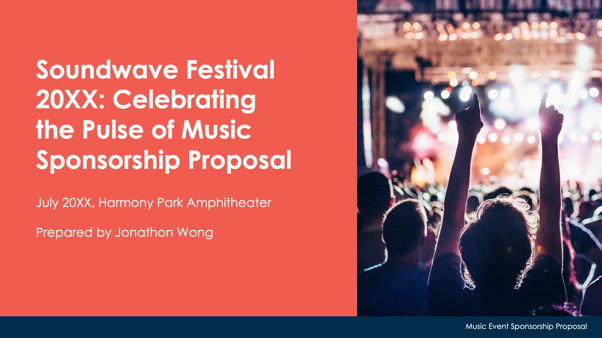 Soundwave Festival
20XX: Celebrating
the Pulse of Music
Sponsorship Proposal
July 20XX, Harmony Park Amphitheater
Prepared by Jonathon Wong
Music Event Sponsorship Proposal